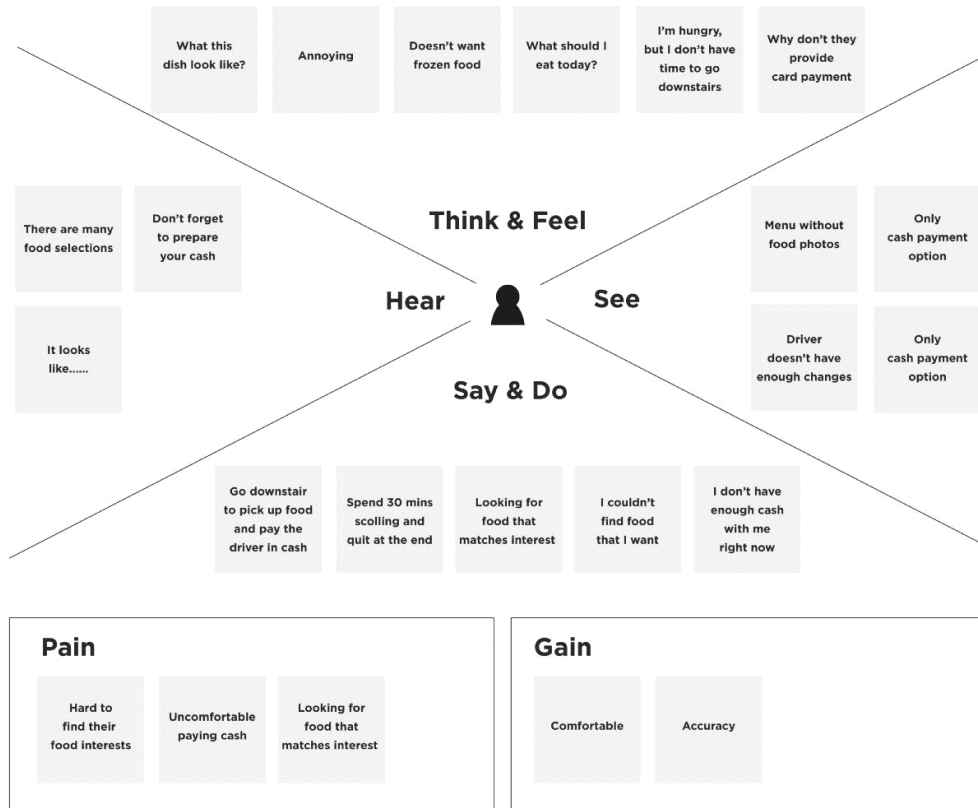 What this
dish look like?
Annoying
Doesn't want
frozen food
What should I
eat today?
I'm hungry,
but I don't have
time to go
downstairs
Why don't they
provide
card payment
Think & Feel
There are many
food selections
Don't forget
to prepare
your cash
It looks
like......
Hear
See
Menu without
food photos
Only
cash payment
option
Driver
doesn't have
enough changes
Only
cash payment
option
Say & Do
Go downstair
to pick up food
and pay the
driver in cash
Spend 30 mins
scolling and
quit at the end
Looking for
food that
matches interest
I couldn't
find food
that I want
I don't have
enough cash
with me
right now
Pain
Hard to
find their
food interests
Uncomfortable
paying cash
Looking for
food that
matches interest
Gain
Comfortable
Accuracy